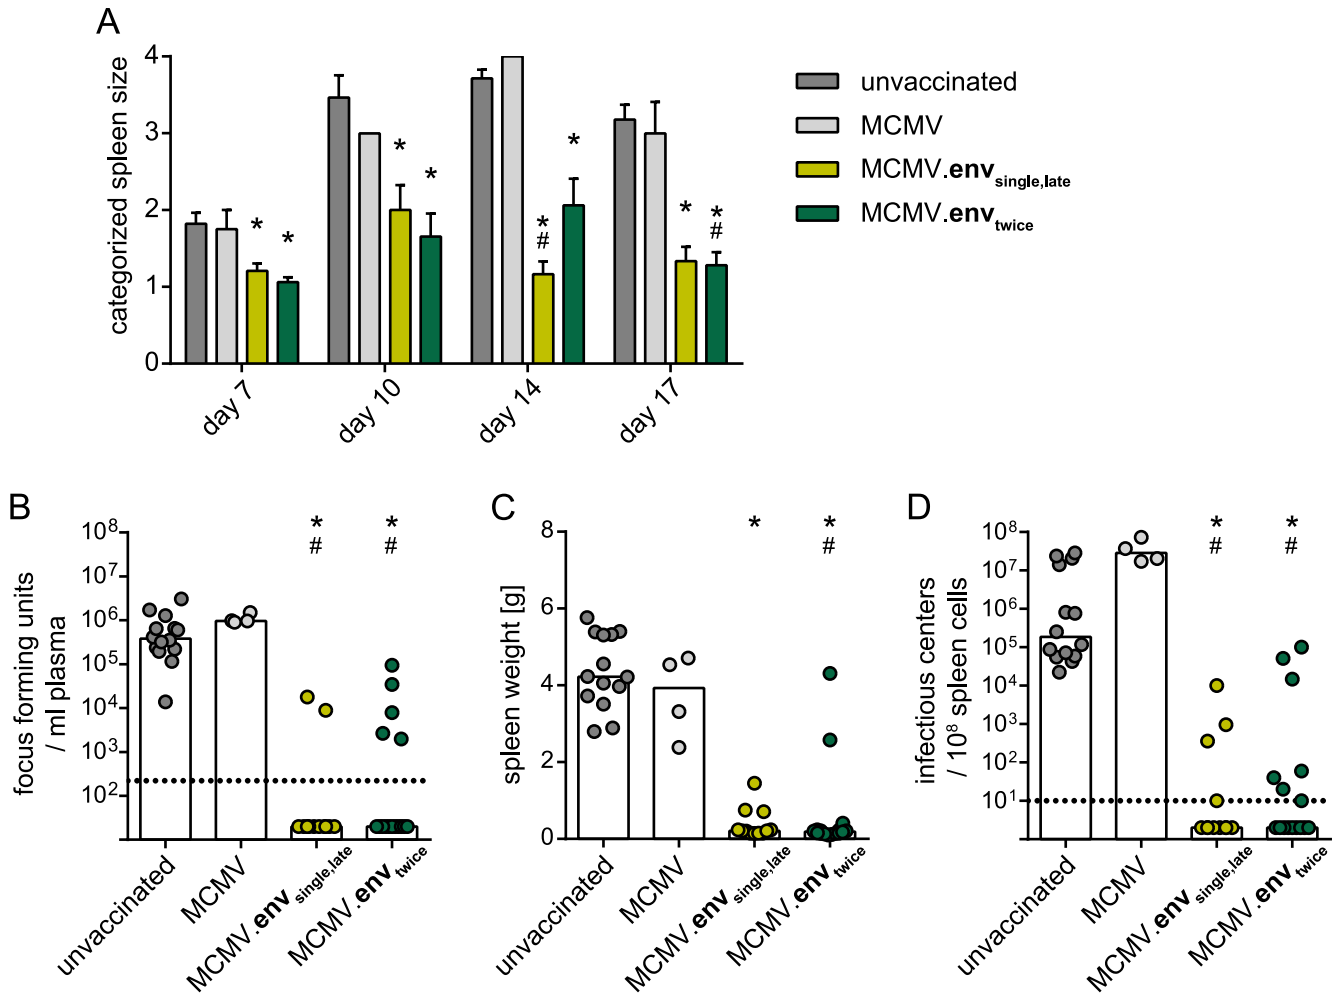 A
categorized spleen size
4
3
2
1
0
* *
* *
* # *
* * #
day 7 day 10 day 14 day 17
unvaccinated
MCMV
MCMV.env single,late
MCMV.env twice
B
focus forming units
/ ml plasma
10⁸
10⁷
10⁶
10⁵
10⁴
10³
10²
* *
# #
unvaccinated
MCMV
MCMV.env single,late
MCMV.env twice
C
spleen weight [g]
8
6
4
2
0
* *
#
unvaccinated
MCMV
MCMV.env single,late
MCMV.env twice
D
infectious centers
/ 10⁸ spleen cells
10⁸
10⁷
10⁶
10⁵
10⁴
10³
10²
10¹
* *
# #
unvaccinated
MCMV
MCMV.env single,late
MCMV.env twice